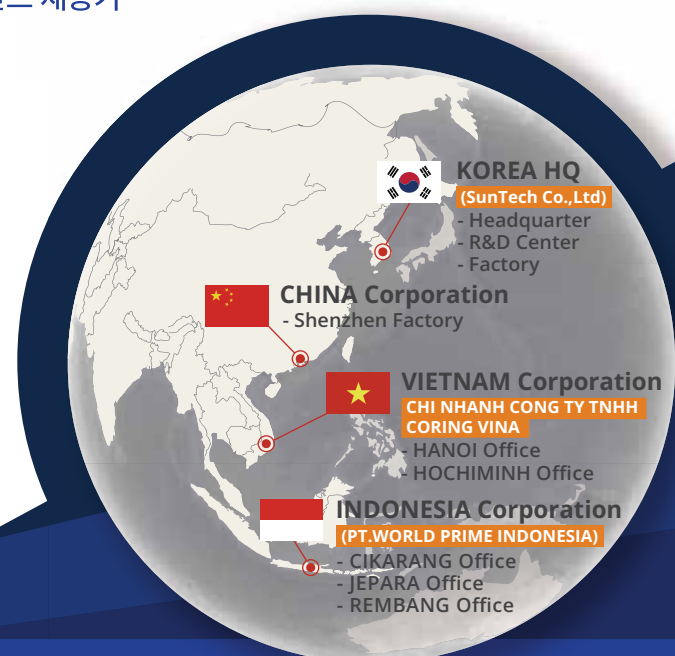 KOREA HQ
(SunTech Co.,Ltd)
- Headquarter
- R&D Center
- Factory
CHINA Corporation
- Shenzhen Factory
VIETNAM Corporation
CHI NHANH CONG TY TNHH
CORING VINA
- HANOI Office
- HOCHIMINH Office
INDONESIA Corporation
(PT.WORLD PRIME INDONESIA)
- CIKARANG Office
- JEPARA Office
- REMBANG Office